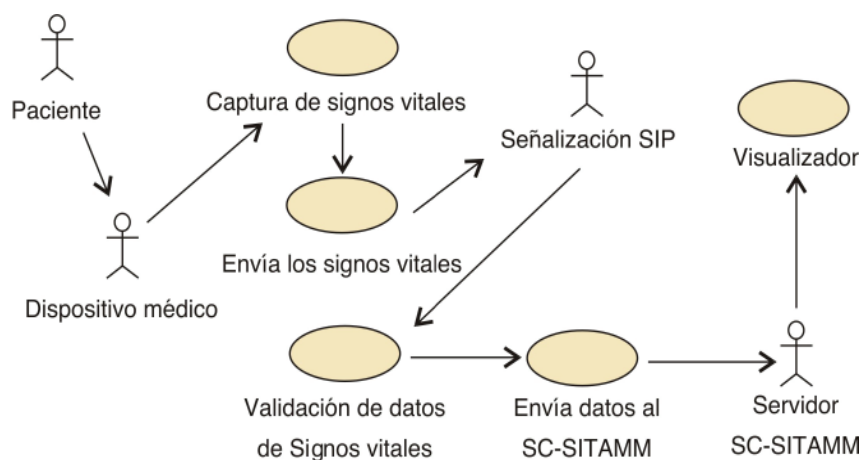 Paciente
Captura de signos vitales
Señalización SIP
Visualizador
Envía los signos vitales
Dispositivo médico
Validación de datos
de Signos vitales
Envía datos al
SC-SITAMM
Servidor
SC-SITAMM